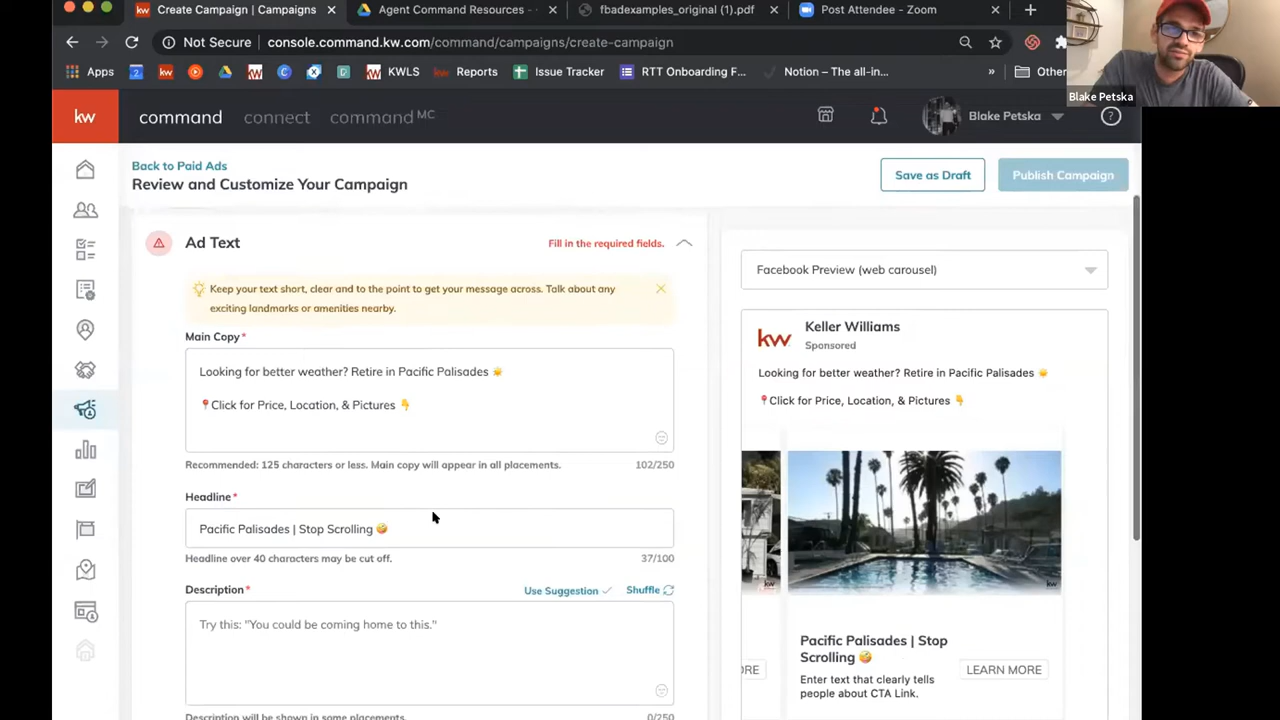 Create Campaign | Campaigns
Agent Command Resources -
fbadexamples_original (1).pdf
Post Attendee - Zoom
Not Secure
console.command.kw.com/command/campaigns/create-campaign
Apps
2
kw
KWLS
Reports
Issue Tracker
RTT Onboarding F...
Notion – The all-in...
»
Other
Blake Petska
kw
command
connect
command MC
Blake Petska
?
Back to Paid Ads
Review and Customize Your Campaign
Save as Draft
Publish Campaign
Ad Text
Fill in the required fields.
Keep your text short, clear and to the point to get your message across. Talk about any
exciting landmarks or amenities nearby.
Main Copy*
Looking for better weather? Retire in Pacific Palisades ☀️
📍Click for Price, Location, & Pictures 👇
Recommended: 125 characters or less. Main copy will appear in all placements.
102/250
Headline*
Pacific Palisades | Stop Scrolling 🤪
Headline over 40 characters may be cut off.
37/100
Description*
Use Suggestion
Shuffle
Try this: "You could be coming home to this."
Description will be shown in some placements.
0/250
Facebook Preview (web carousel)
kw
Keller Williams
Sponsored
Looking for better weather? Retire in Pacific Palisades ☀️
📍Click for Price, Location, & Pictures 👇
kw
Pacific Palisades | Stop
Scrolling 🤪
ORE
LEARN MORE
Enter text that clearly tells
people about CTA Link.